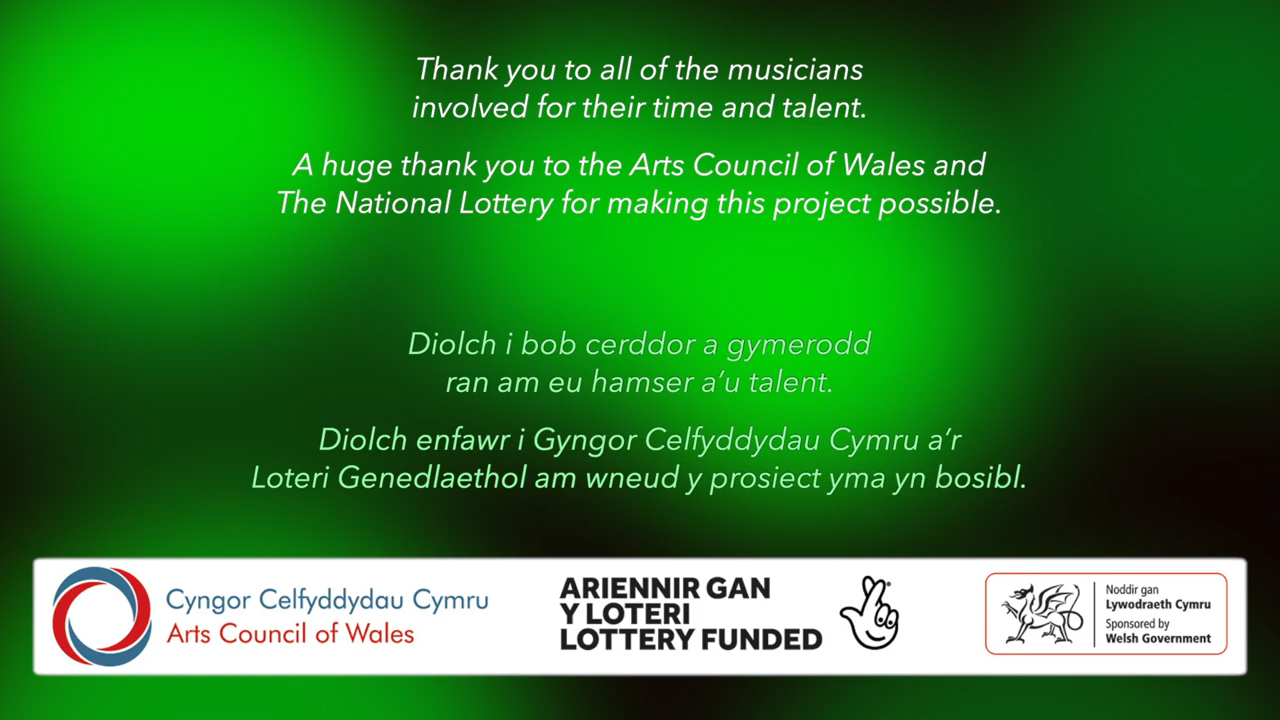 Thank you to all of the musicians
involved for their time and talent.
A huge thank you to the Arts Council of Wales and
The National Lottery for making this project possible.
Diolch i bob cerddor a gymerodd
ran am eu hamser a’u talent.
Diolch enfawr i Gyngor Celfyddydau Cymru a’r
Loteri Genedlaethol am wneud y prosiect yma yn bosibl.
Cyngor Celfyddydau Cymru
Arts Council of Wales
ARIENNIR GAN
Y LOTERI
LOTTERY FUNDED
Noddir gan
Lywodraeth Cymru
Sponsored by
Welsh Government